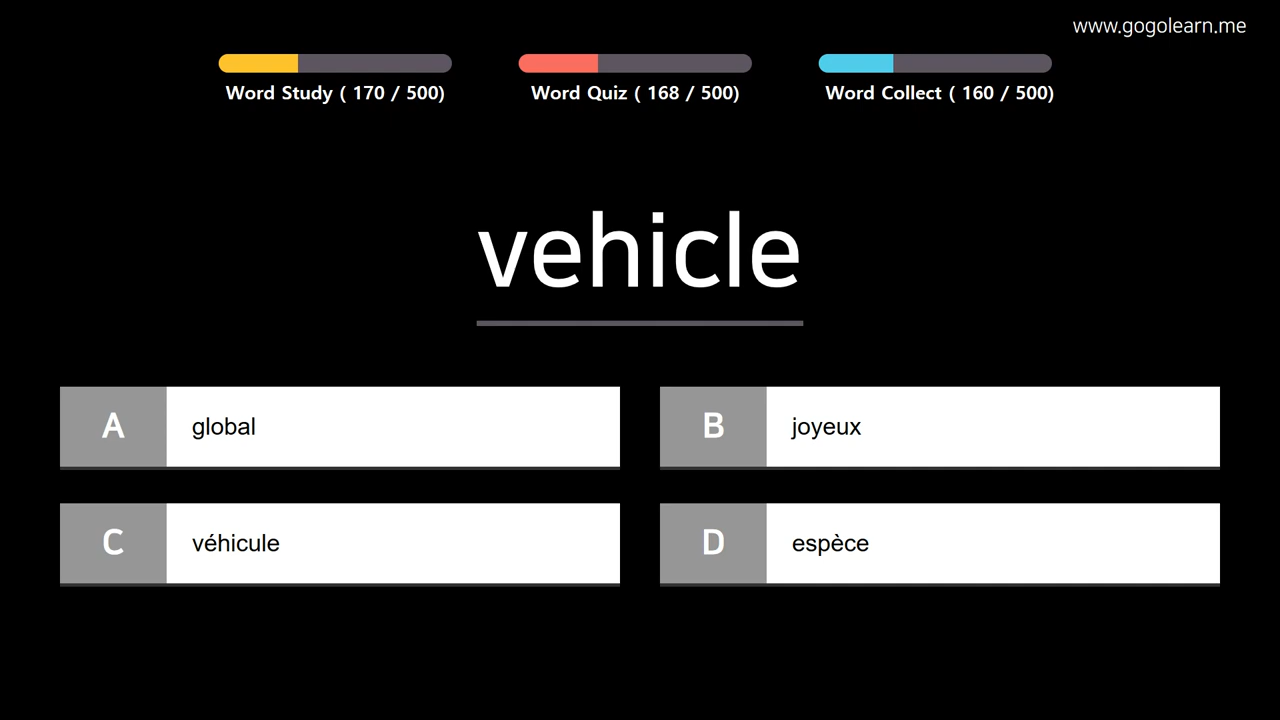 www.gogolearn.me
Word Study ( 170 / 500)
Word Quiz ( 168 / 500)
Word Collect ( 160 / 500)
vehicle
A global
B joyeux
C véhicule
D espèce